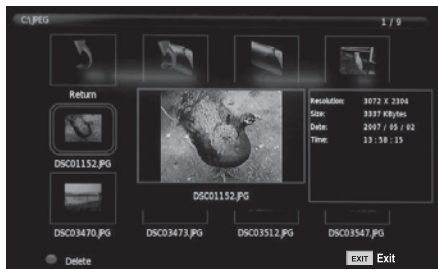 C:\JPEG 1 / 9
Return
Resolution: 3072 X 2304
Size: 3337 KBytes
Date: 2007 / 05 / 02
Time: 13 : 58 : 15
DSC01152.JPG
DSC01152.JPG
DSC03470.JPG DSC03473.JPG DSC03512.JPG DSC03547.JPG
Delete EXIT Exit